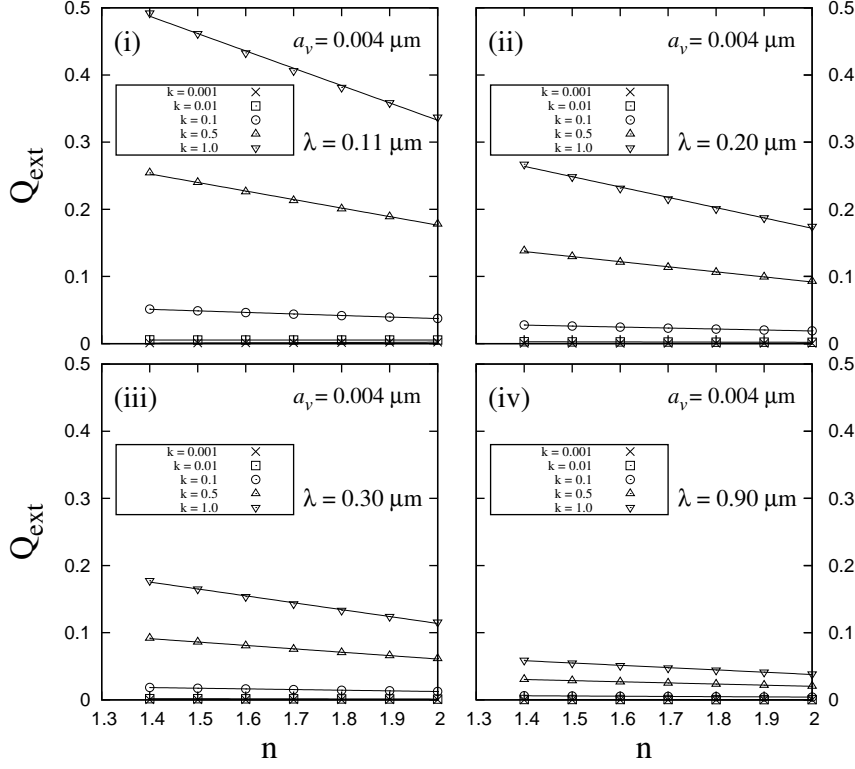 (i) a_v = 0.004 μm
k = 0.001
k = 0.01
k = 0.1
k = 0.5
k = 1.0
λ = 0.11 μm
Q_ext
0.5
0.4
0.3
0.2
0.1
0
(ii) a_v = 0.004 μm
k = 0.001
k = 0.01
k = 0.1
k = 0.5
k = 1.0
λ = 0.20 μm
0.5
0.4
0.3
0.2
0.1
0
(iii) a_v = 0.004 μm
k = 0.001
k = 0.01
k = 0.1
k = 0.5
k = 1.0
λ = 0.30 μm
Q_ext
0.5
0.4
0.3
0.2
0.1
0
1.3 1.4 1.5 1.6 1.7 1.8 1.9 2
n
(iv) a_v = 0.004 μm
k = 0.001
k = 0.01
k = 0.1
k = 0.5
k = 1.0
λ = 0.90 μm
0.5
0.4
0.3
0.2
0.1
0
1.3 1.4 1.5 1.6 1.7 1.8 1.9 2
n